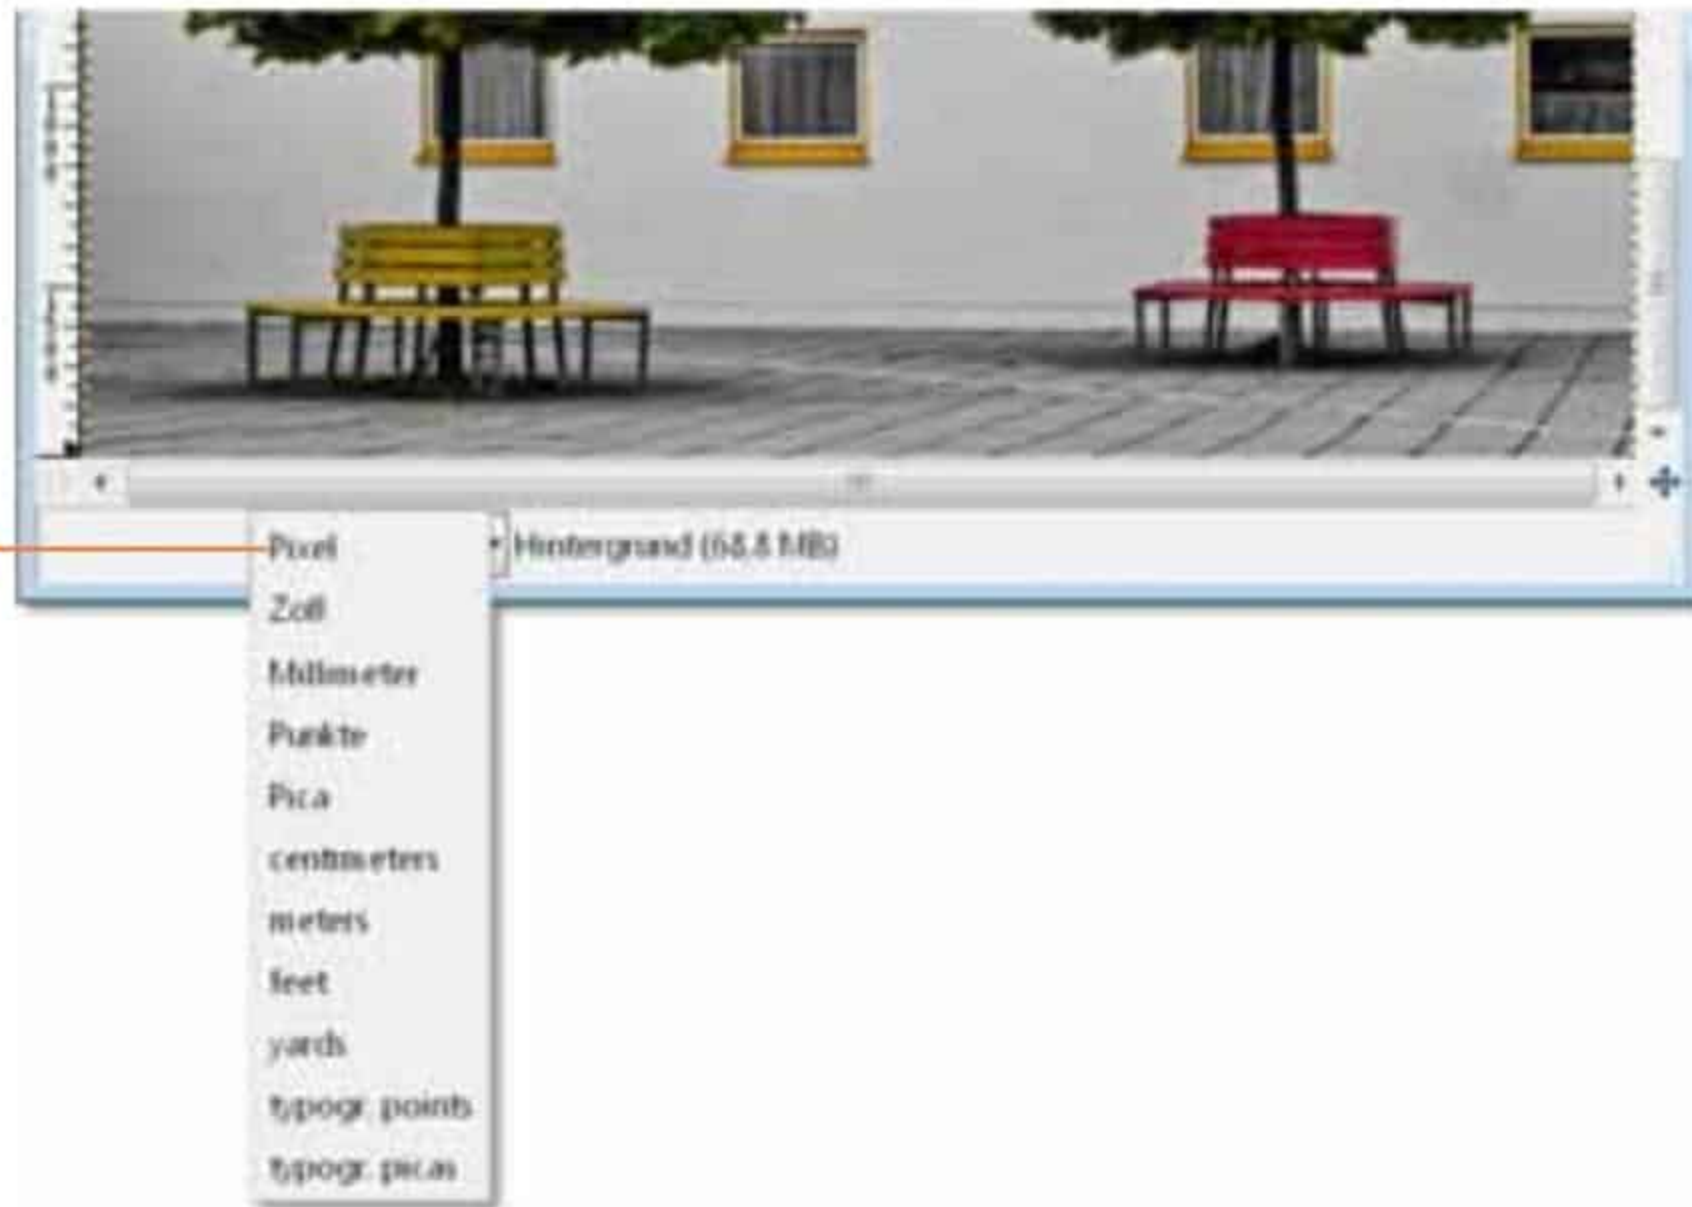 Pixel
Hintergrund (68,8 MB)
Zoll
Millimeter
Punkte
Pica
centimeters
meters
feet
yards
typogr. points
typogr. picas